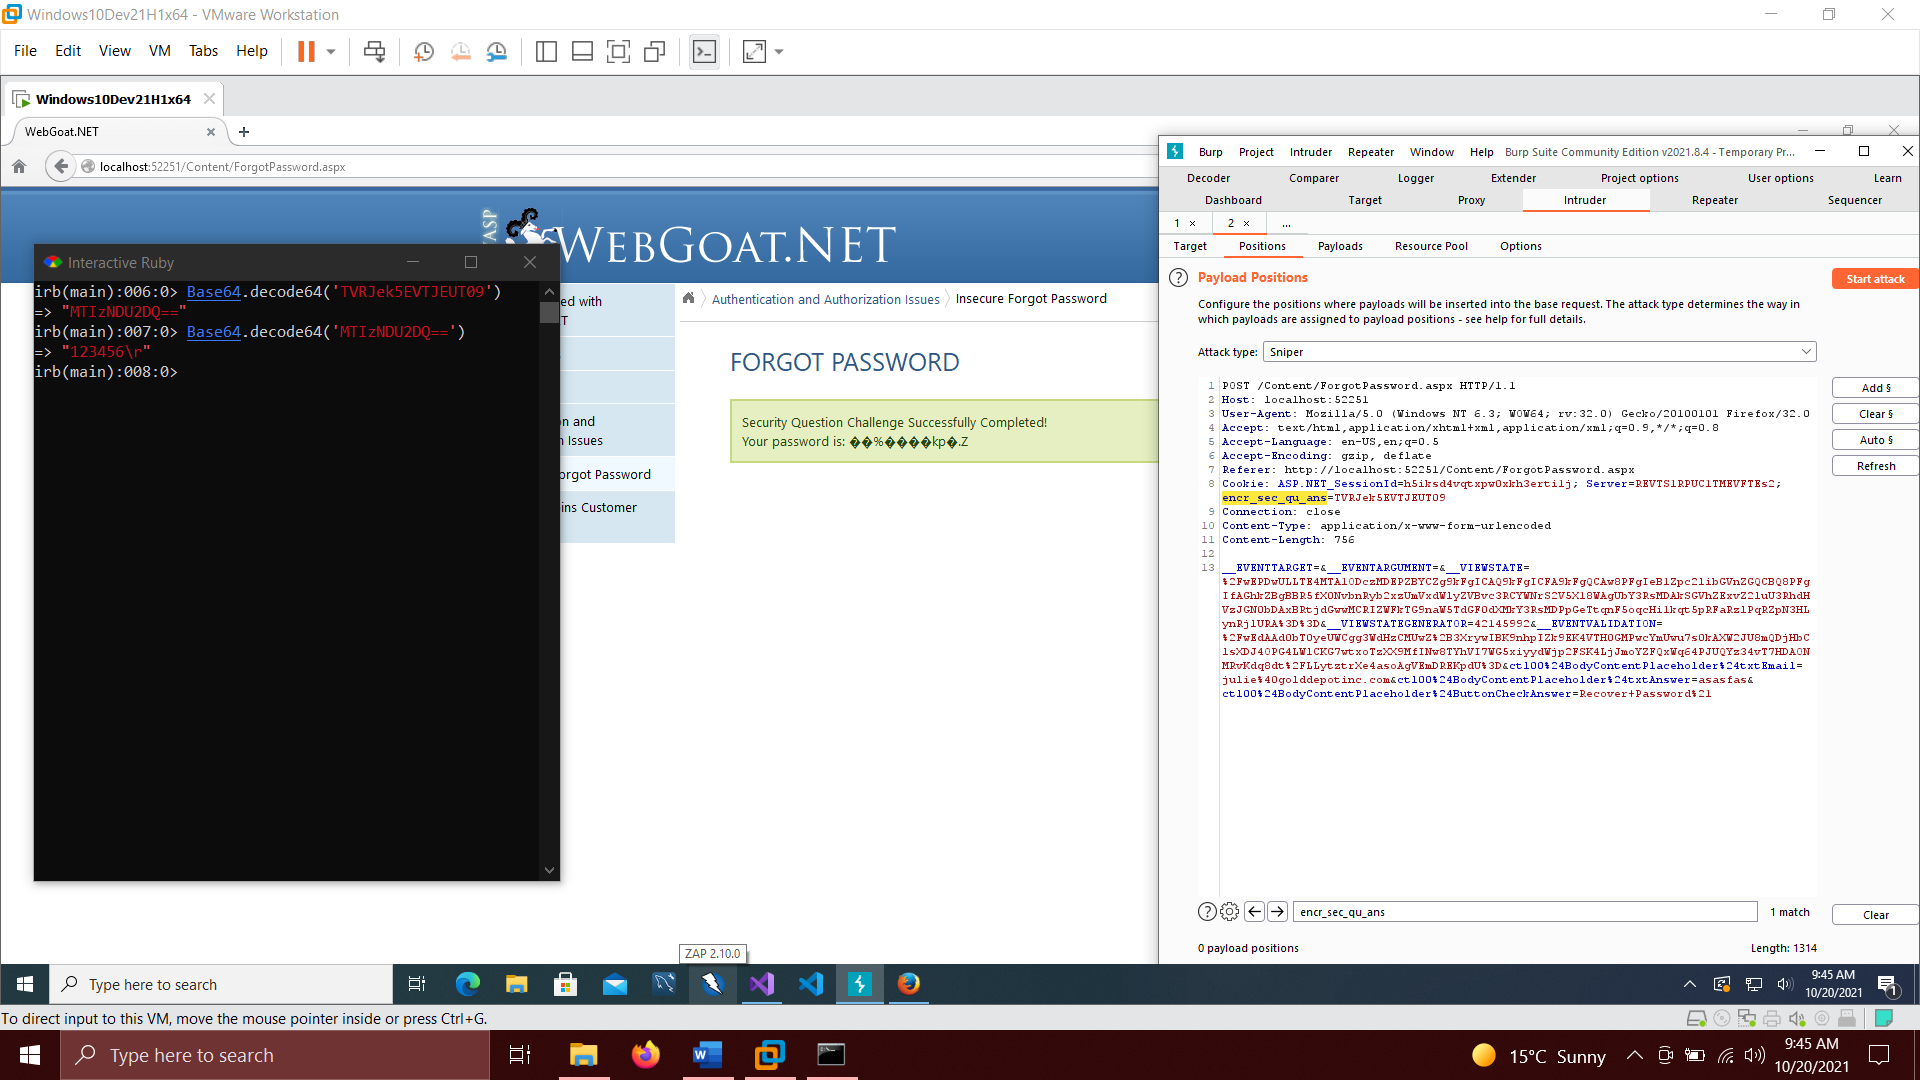 Windows10Dev21H1x64 - VMware Workstation
File Edit View VM Tabs Help
Windows10Dev21H1x64
WebGoat.NET
localhost:52251/Content/ForgotPassword.aspx
ASP
WEBGOAT.NET
ed with
T
n and
n Issues
orgot Password
ins Customer
Authentication and Authorization Issues Insecure Forgot Password
FORGOT PASSWORD
Security Question Challenge Successfully Completed!
Your password is: ��%����kp�.Z
Interactive Ruby
irb(main):006:0> Base64.decode64('TVRJek5EVTJEUT09')
=> "MTIzNDU2DQ=="
irb(main):007:0> Base64.decode64('MTIzNDU2DQ==')
=> "123456\r"
irb(main):008:0>
Burp Project Intruder Repeater Window Help Burp Suite Community Edition v2021.8.4 - Temporary Pr...
Decoder Comparer Logger Extender Project options User options Learn
Dashboard Target Proxy Intruder Repeater Sequencer
1 × 2 × ...
Target Positions Payloads Resource Pool Options
? Payload Positions
Start attack
Configure the positions where payloads will be inserted into the base request. The attack type determines the way in
which payloads are assigned to payload positions - see help for full details.
Attack type: Sniper
Add §
Clear §
Auto §
Refresh
1 POST /Content/ForgotPassword.aspx HTTP/1.1
2 Host: localhost:52251
3 User-Agent: Mozilla/5.0 (Windows NT 6.3; WOW64; rv:32.0) Gecko/20100101 Firefox/32.0
4 Accept: text/html,application/xhtml+xml,application/xml;q=0.9,*/*;q=0.8
5 Accept-Language: en-US,en;q=0.5
6 Accept-Encoding: gzip, deflate
7 Referer: http://localhost:52251/Content/ForgotPassword.aspx
8 Cookie: ASP.NET_SessionId=h5iksd4vqtxpw0xkh3ertilj; Server=REVTS1RPUC1TMEVFTEs2;
encr_sec_qu_ans=TVRJek5EVTJEUT09
9 Connection: close
10 Content-Type: application/x-www-form-urlencoded
11 Content-Length: 756
12
13 __EVENTTARGET=&__EVENTARGUMENT=&__VIEWSTATE=
ynRjlURA%3D%3D&__VIEWSTATEGENERATOR=42145992&__EVENTVALIDATION=
julie%40golddepotinc.com&ctl00%24BodyContentPlaceholder%24txtAnswer=asasfas&
ctl00%24BodyContentPlaceholder%24ButtonCheckAnswer=Recover+Password%21
? encr_sec_qu_ans 1 match Clear
0 payload positions Length: 1314
ZAP 2.10.0
Type here to search
9:45 AM
10/20/2021
1
To direct input to this VM, move the mouse pointer inside or press Ctrl+G.
Type here to search
15°C Sunny
9:45 AM
10/20/2021